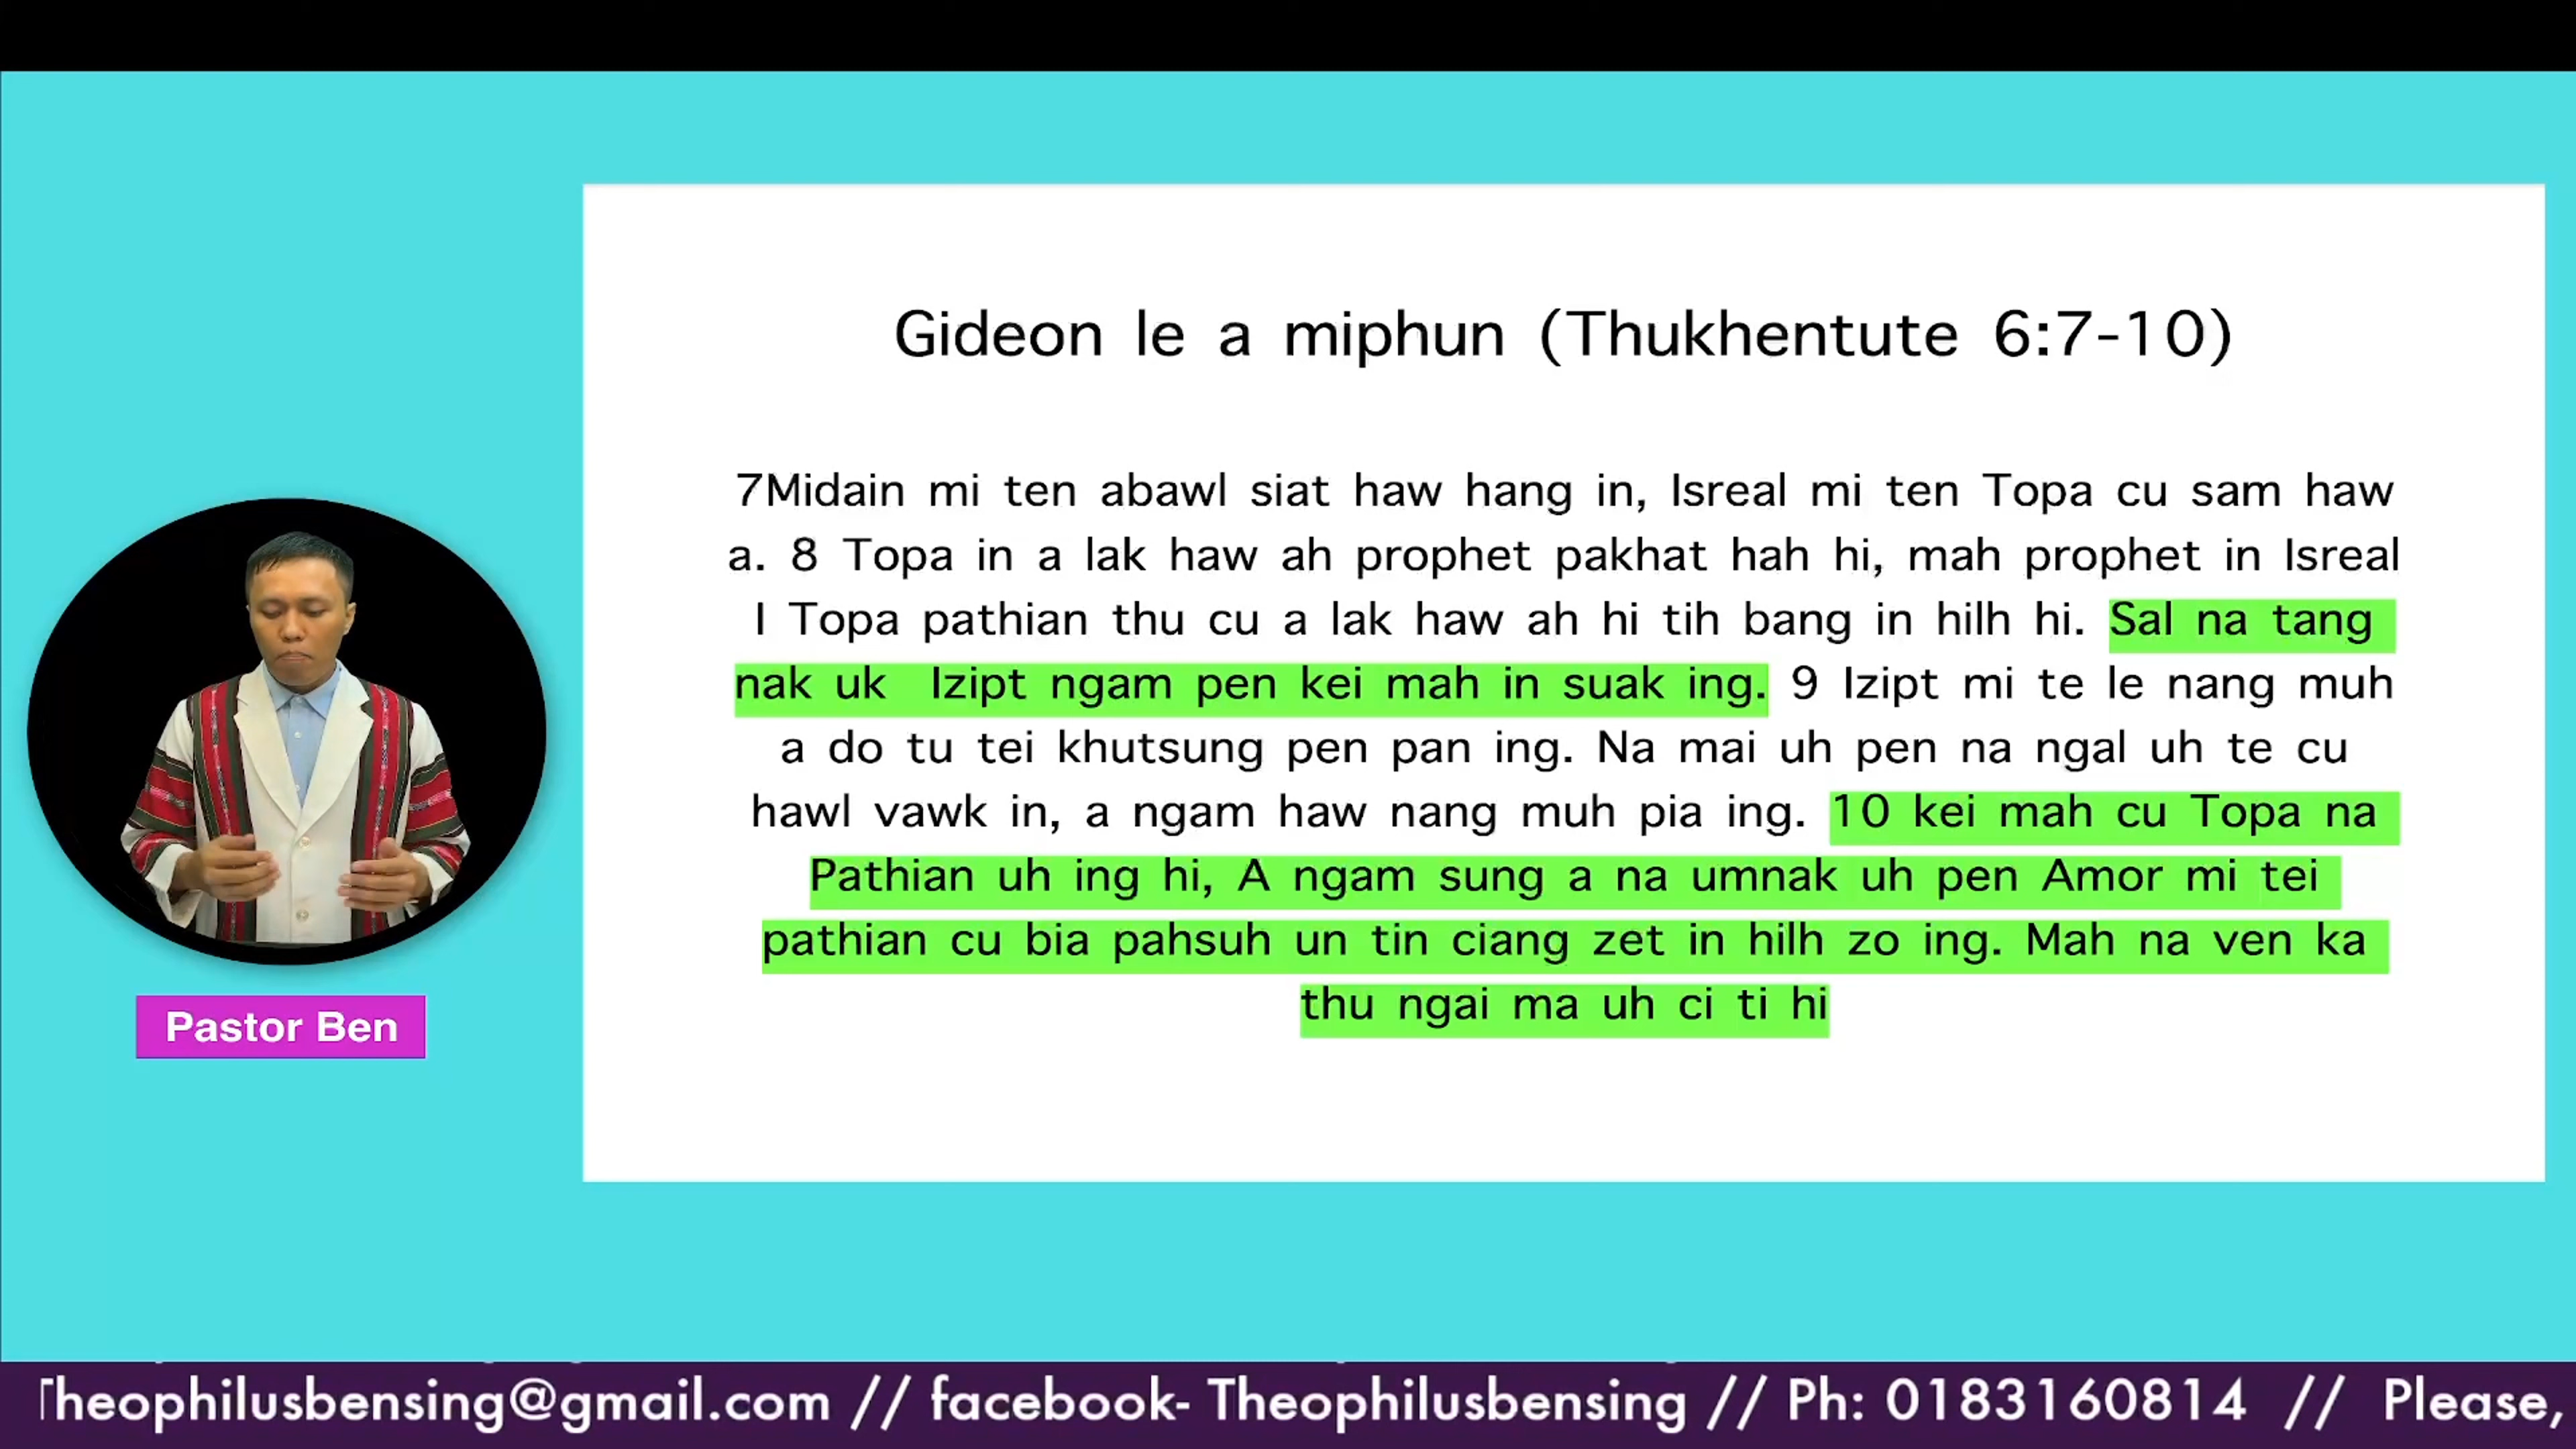 Gideon le a miphun (Thukhentute 6:7-10)
7Midain mi ten abawl siat haw hang in, Isreal mi ten Topa cu sam haw
a. 8 Topa in a lak haw ah prophet pakhat hah hi, mah prophet in Isreal
I Topa pathian thu cu a lak haw ah hi tih bang in hilh hi. Sal na tang
nak uk Izipt ngam pen kei mah in suak ing. 9 Izipt mi te le nang muh
a do tu tei khutsung pen pan ing. Na mai uh pen na ngal uh te cu
hawl vawk in, a ngam haw nang muh pia ing. 10 kei mah cu Topa na
Pathian uh ing hi, A ngam sung a na umnak uh pen Amor mi tei
pathian cu bia pahsuh un tin ciang zet in hilh zo ing. Mah na ven ka
thu ngai ma uh ci ti hi
Pastor Ben
Theophilusbensing@gmail.com // facebook- Theophilusbensing // Ph: 0183160814 // Please,